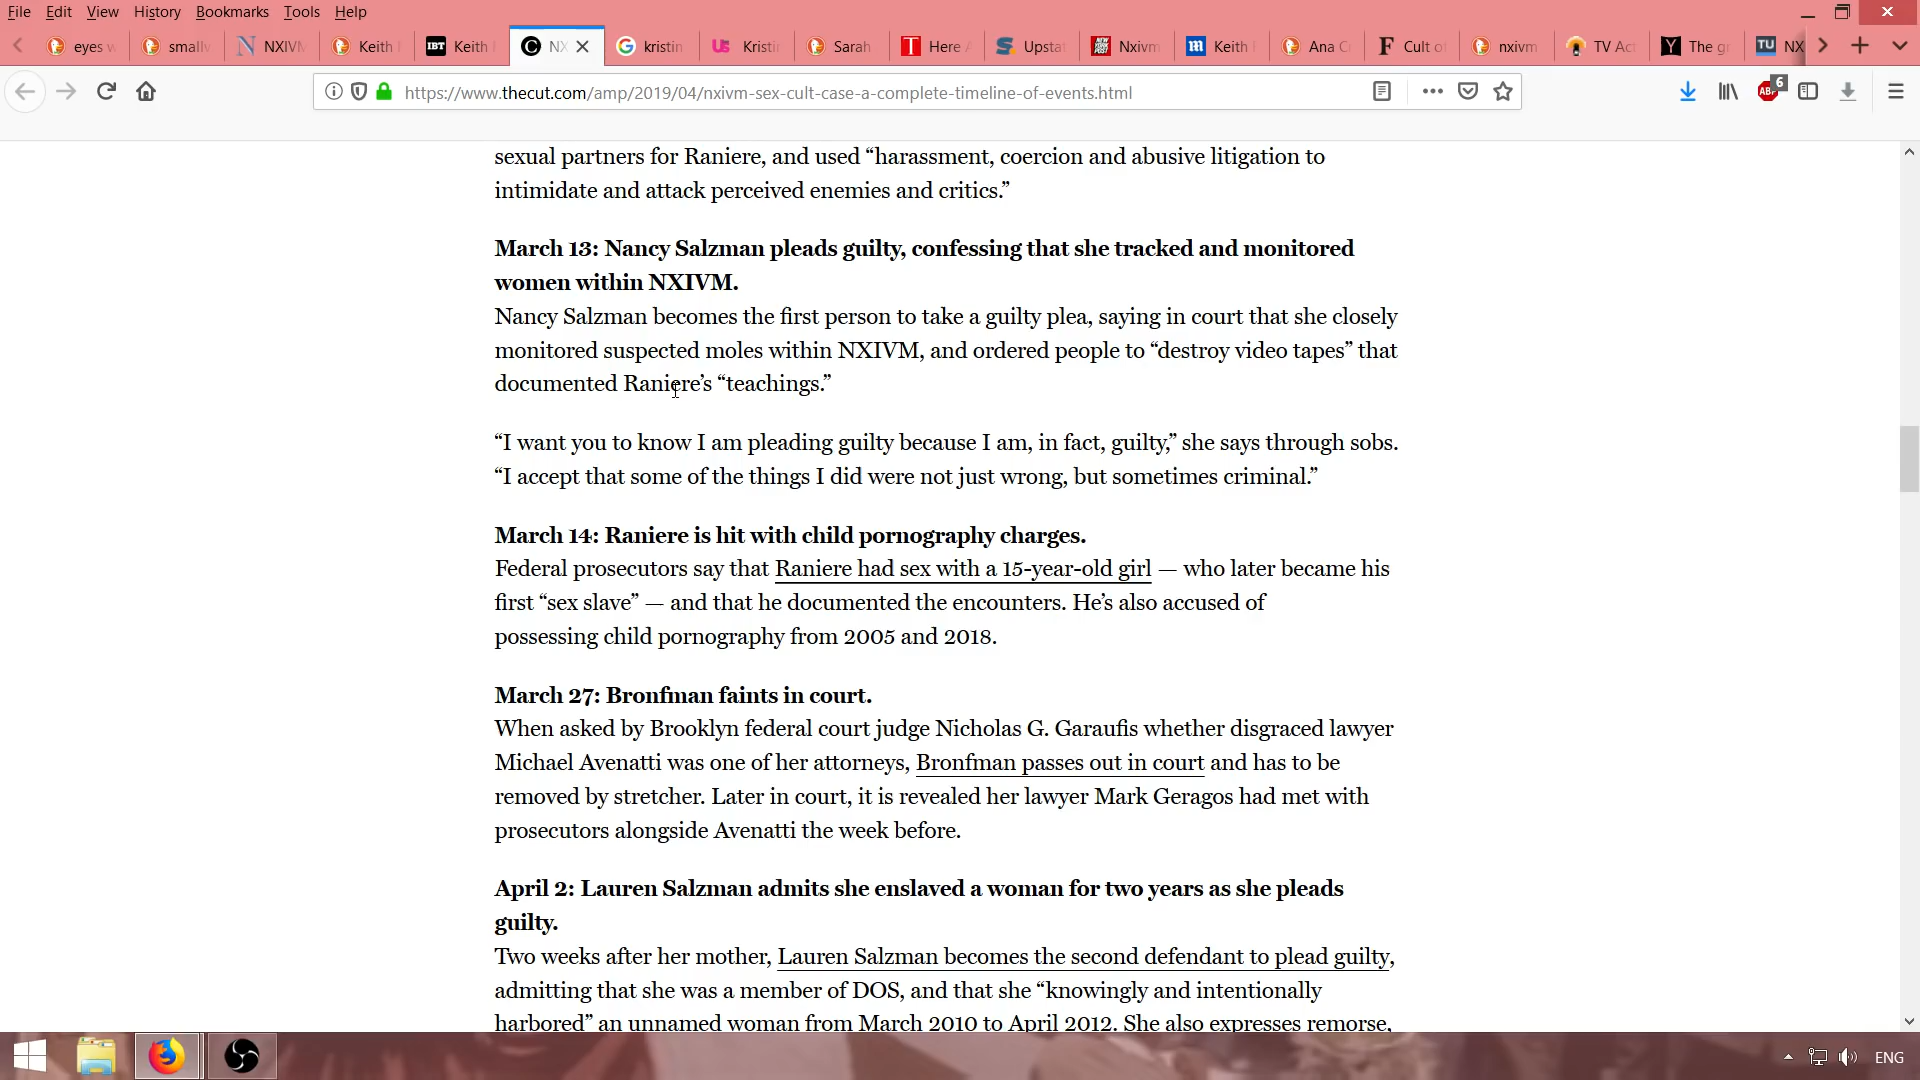 File Edit View History Bookmarks Tools Help
eyes w small NXIVM Keith IBT Keith NX kristin US Kristin Sarah T Here A Upstat NEW YORK POST Nxivm m Keith Ana C F Cult of nxivm TV Act Y The gr TU NX
https://www.thecut.com/amp/2019/04/nxivm-sex-cult-case-a-complete-timeline-of-events.html ABP 6
sexual partners for Raniere, and used “harassment, coercion and abusive litigation to
intimidate and attack perceived enemies and critics.”
March 13: Nancy Salzman pleads guilty, confessing that she tracked and monitored
women within NXIVM.
Nancy Salzman becomes the first person to take a guilty plea, saying in court that she closely
monitored suspected moles within NXIVM, and ordered people to “destroy video tapes” that
documented Raniere’s “teachings.”
“I want you to know I am pleading guilty because I am, in fact, guilty,” she says through sobs.
“I accept that some of the things I did were not just wrong, but sometimes criminal.”
March 14: Raniere is hit with child pornography charges.
Federal prosecutors say that Raniere had sex with a 15-year-old girl — who later became his
first “sex slave” — and that he documented the encounters. He’s also accused of
possessing child pornography from 2005 and 2018.
March 27: Bronfman faints in court.
When asked by Brooklyn federal court judge Nicholas G. Garaufis whether disgraced lawyer
Michael Avenatti was one of her attorneys, Bronfman passes out in court and has to be
removed by stretcher. Later in court, it is revealed her lawyer Mark Geragos had met with
prosecutors alongside Avenatti the week before.
April 2: Lauren Salzman admits she enslaved a woman for two years as she pleads
guilty.
Two weeks after her mother, Lauren Salzman becomes the second defendant to plead guilty,
admitting that she was a member of DOS, and that she “knowingly and intentionally
harbored” an unnamed woman from March 2010 to April 2012. She also expresses remorse,
ENG